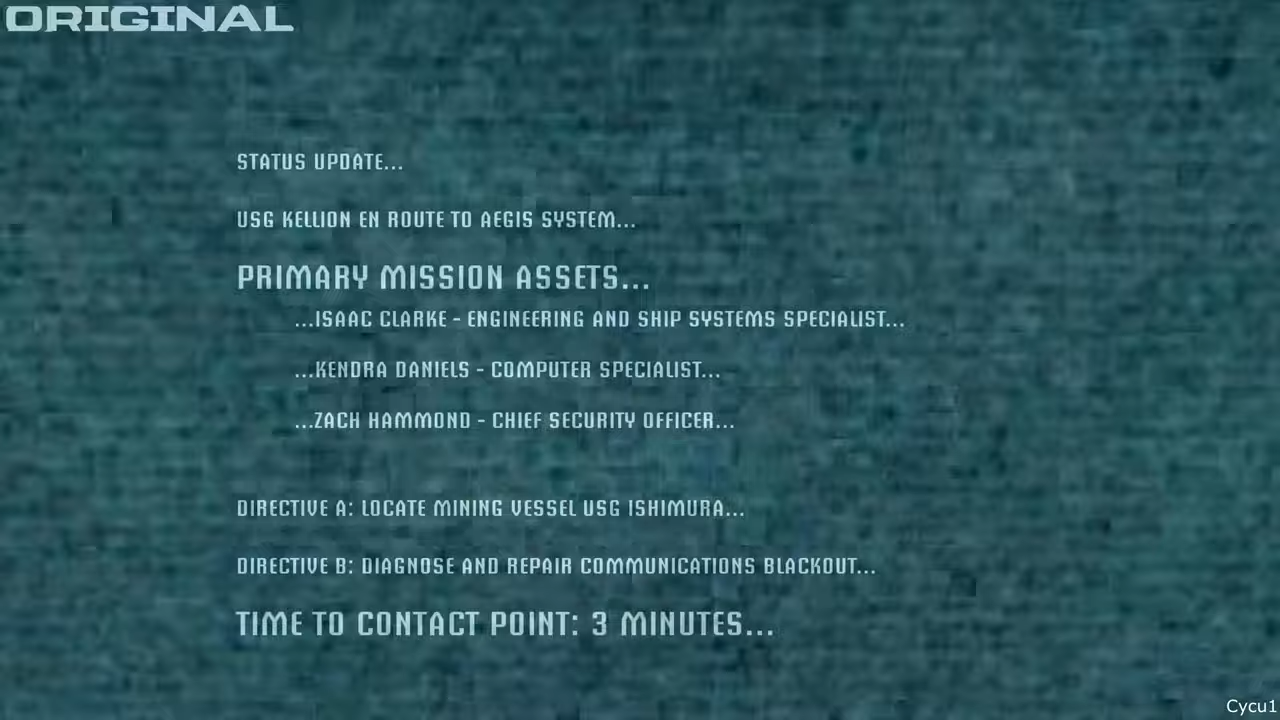 ORIGINAL
STATUS UPDATE...
USG KELLION EN ROUTE TO AEGIS SYSTEM...
PRIMARY MISSION ASSETS...
...ISAAC CLARKE - ENGINEERING AND SHIP SYSTEMS SPECIALIST...
...KENDRA DANIELS - COMPUTER SPECIALIST...
...ZACH HAMMOND - CHIEF SECURITY OFFICER...
DIRECTIVE A: LOCATE MINING VESSEL USG ISHIMURA...
DIRECTIVE B: DIAGNOSE AND REPAIR COMMUNICATIONS BLACKOUT...
TIME TO CONTACT POINT: 3 MINUTES...
Cycu1